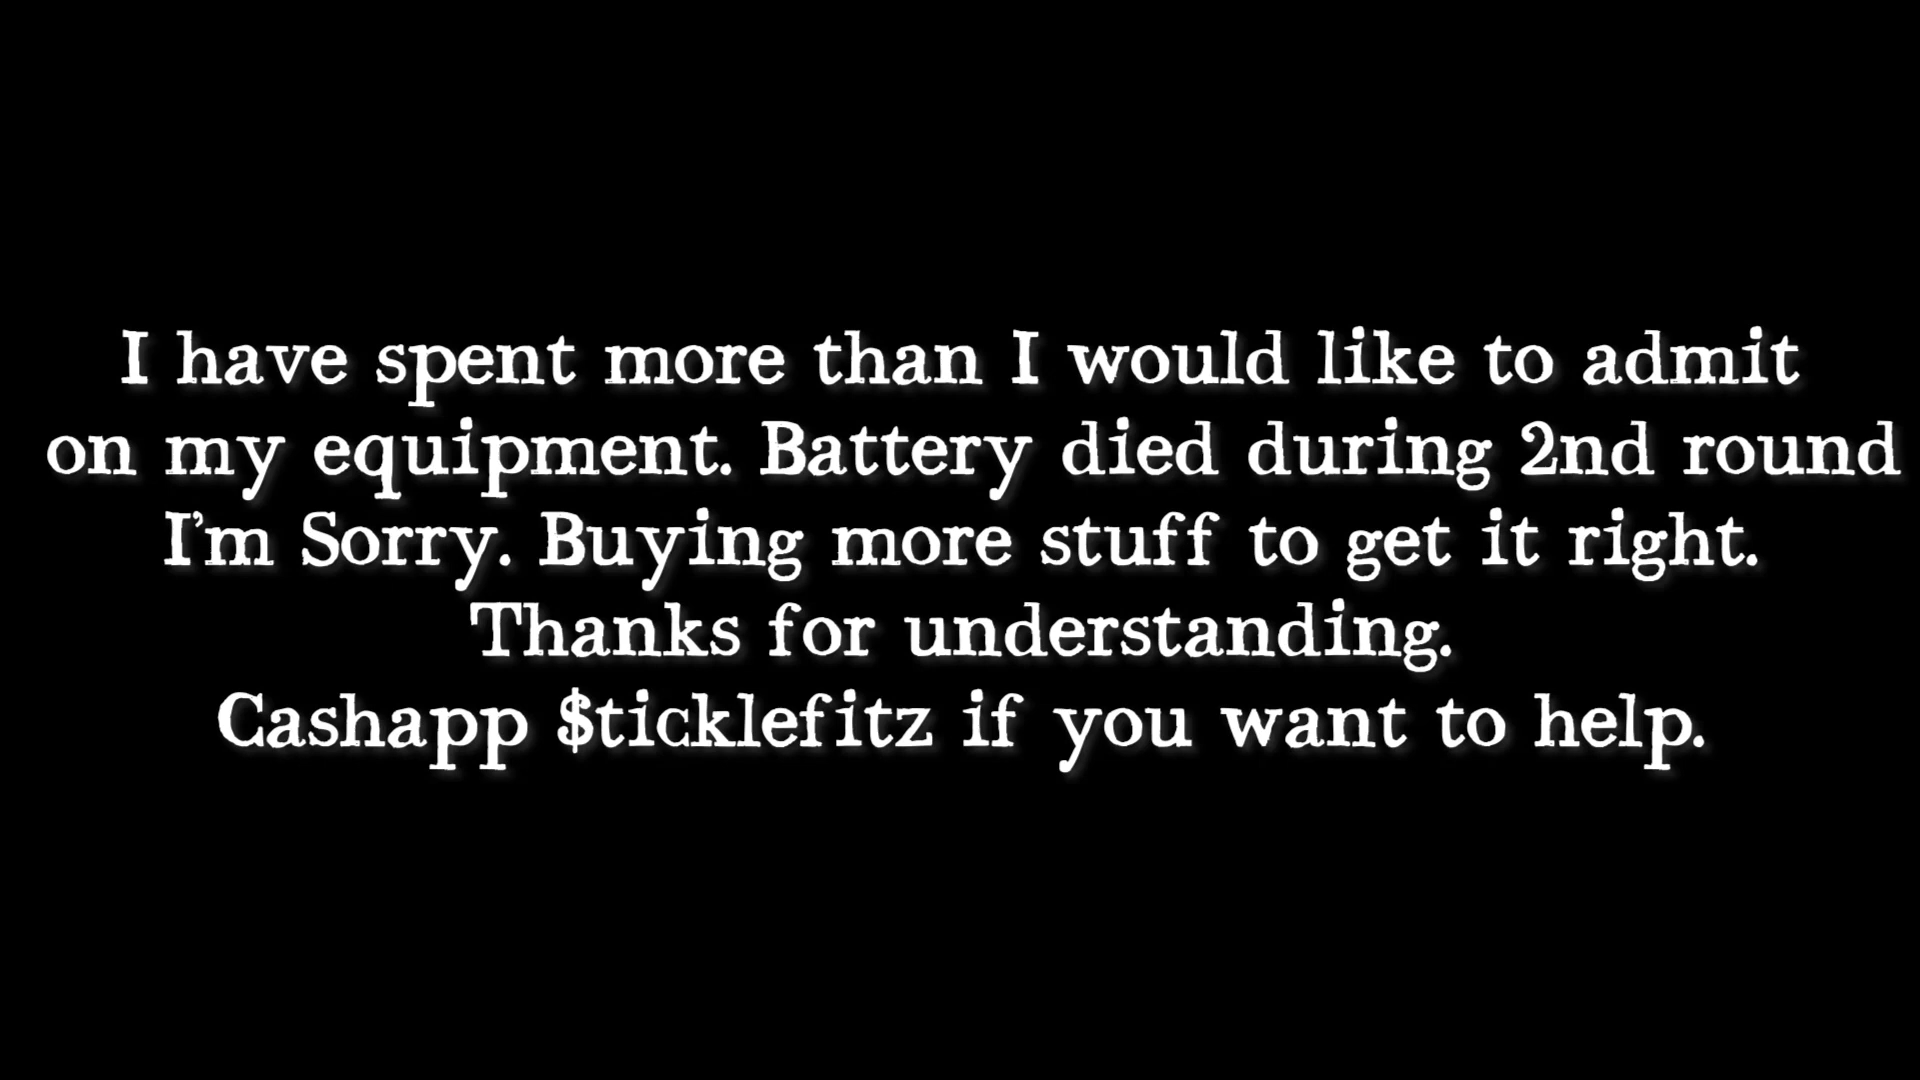 I have spent more than I would like to admit
on my equipment. Battery died during 2nd round
I'm Sorry. Buying more stuff to get it right.
Thanks for understanding.
Cashapp $ticklefitz if you want to help.